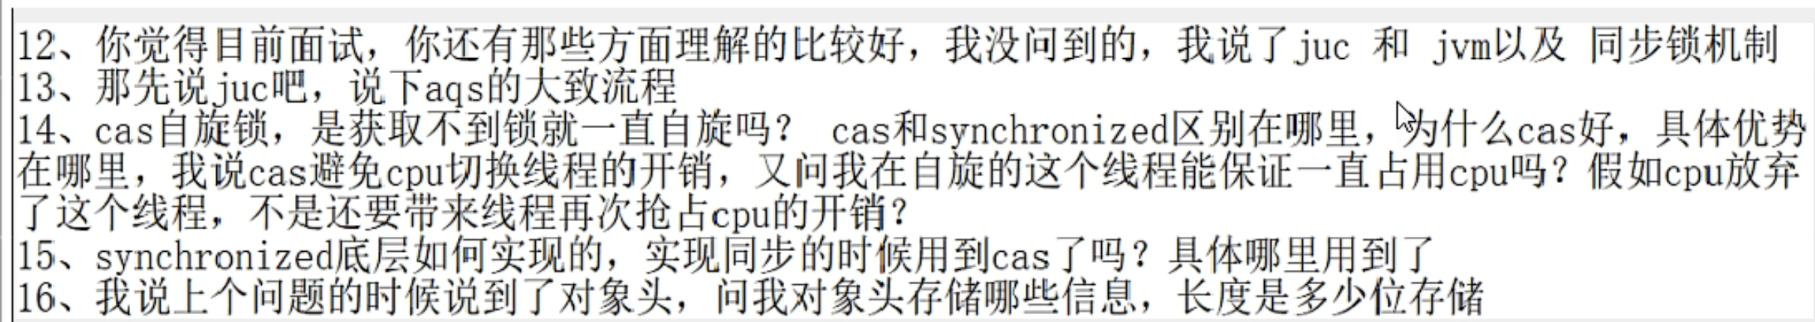 12、你觉得目前面试，你还有那些方面理解的比较好，我没问到的，我说了juc 和 jvm以及 同步锁机制
13、那先说juc吧，说下aqs的大致流程
14、cas自旋锁，是获取不到锁就一直自旋吗？ cas和synchronized区别在哪里，为什么cas好，具体优势
在哪里，我说cas避免cpu切换线程的开销，又问我在自旋的这个线程能保证一直占用cpu吗？假如cpu放弃
了这个线程，不是还要带来线程再次抢占cpu的开销？
15、synchronized底层如何实现的，实现同步的时候用到cas了吗？具体哪里用到了
16、我说上个问题的时候说到了对象头，问我对象头存储哪些信息，长度是多少位存储